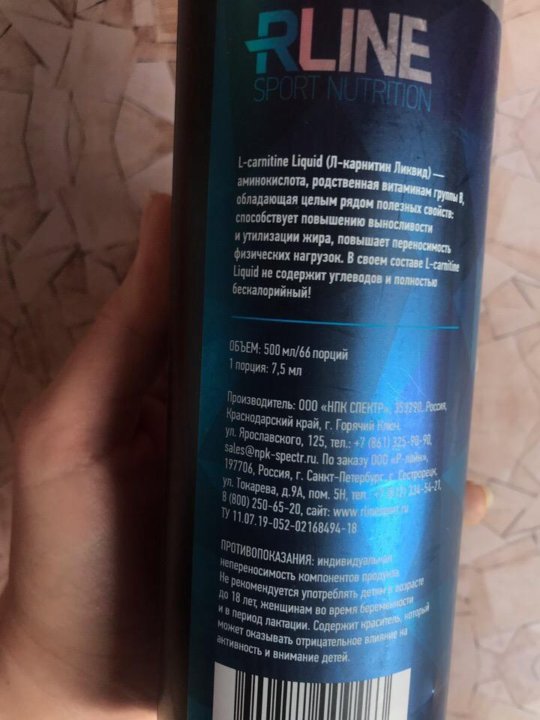 RLINE
SPORT NUTRITION
L-carnitine Liquid (Л-карнитин Ликвид) —
аминокислота, родственная витаминам группы В,
обладающая целым рядом полезных свойств:
способствует повышению выносливости
и утилизации жира, повышает переносимость
физических нагрузок. В своем составе L-carnitine
Liquid не содержит углеводов и полностью
бескалорийный!
ОБЪЕМ: 500 мл/66 порций
1 порция: 7,5 мл
Производитель: ООО «НПК СПЕКТР», 353290, Россия,
Краснодарский край, г. Горячий Ключ,
ул. Ярославского, 125, тел.: +7 (861) 325-98-90,
sales@npk-spectr.ru. По заказу ООО «Р-лайн»,
197706, Россия, г. Санкт-Петербург, г. Сестрорецк,
ул. Токарева, д.9А, пом. 5Н, тел.: +7 (812) 234-54-27,
8 (800) 250-65-20, сайт: www.rlinesport.ru
ТУ 11.07.19-052-02168494-18
ПРОТИВОПОКАЗАНИЯ: индивидуальная
непереносимость компонентов продукта.
Не рекомендуется употреблять детям в возрасте
до 18 лет, женщинам во время беременности
и в период лактации. Содержит краситель, который
может оказывать отрицательное влияние на
активность и внимание детей.